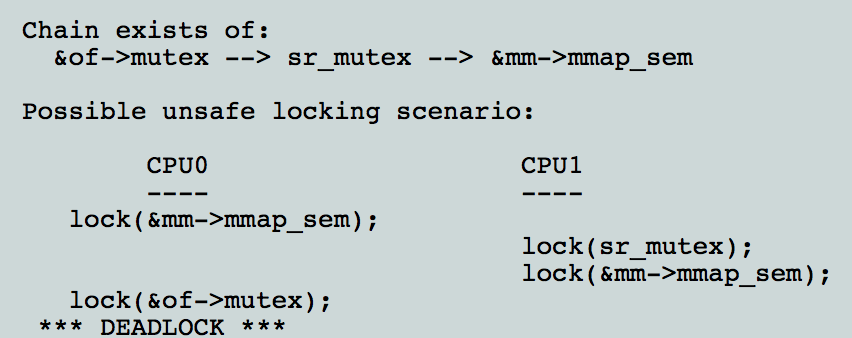 Chain exists of:
&of->mutex --> sr_mutex --> &mm->mmap_sem
Possible unsafe locking scenario:
CPU0 CPU1
---- ----
lock(&mm->mmap_sem);
lock(sr_mutex);
lock(&mm->mmap_sem);
lock(&of->mutex);
*** DEADLOCK ***